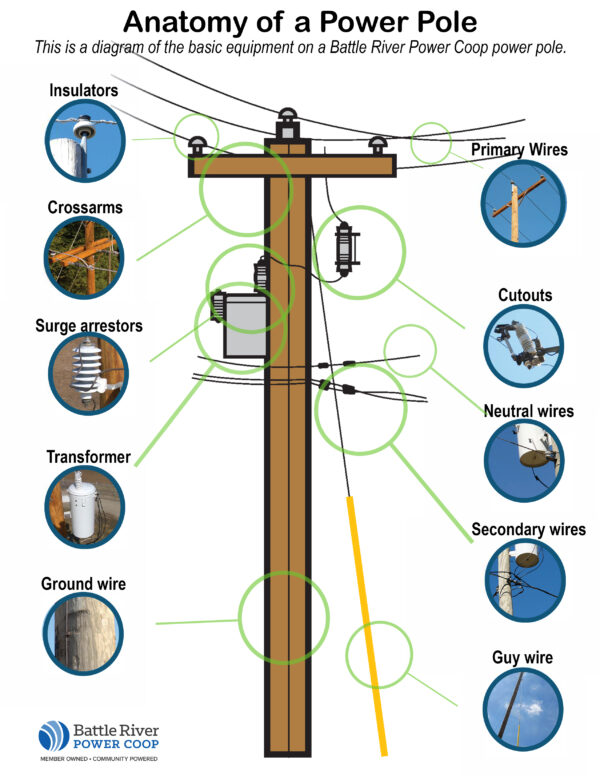 Anatomy of a Power Pole
This is a diagram of the basic equipment on a Battle River Power Coop power pole.
Insulators
Primary Wires
Crossarms
Cutouts
Surge arrestors
Neutral wires
Transformer
Secondary wires
Ground wire
Guy wire
Battle River
POWER COOP
MEMBER OWNED • COMMUNITY POWERED